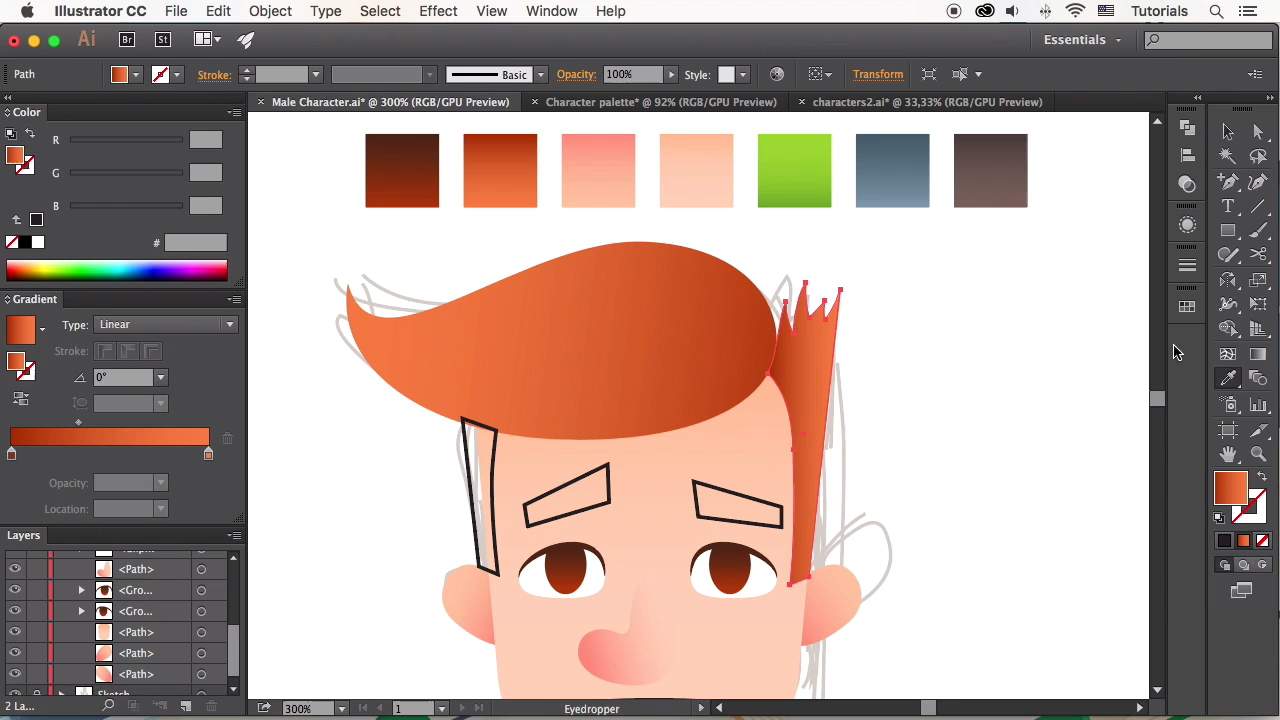 Illustrator CC File Edit Object Type Select Effect View Window Help Tutorials
Ai Br St Essentials
Path Stroke: Basic Opacity: 100% Style: Transform
Male Character.ai* @ 300% (RGB/GPU Preview) Character palette* @ 92% (RGB/GPU Preview) characters2.ai* @ 33,33% (RGB/GPU Preview)
Color
R
G
B
#
Gradient
Type: Linear
Stroke:
0°
Opacity:
Location:
Layers
<Path>
<Gro...
<Gro...
<Path>
<Path>
<Path>
Sketch
2 La...
300% 1 Eyedropper